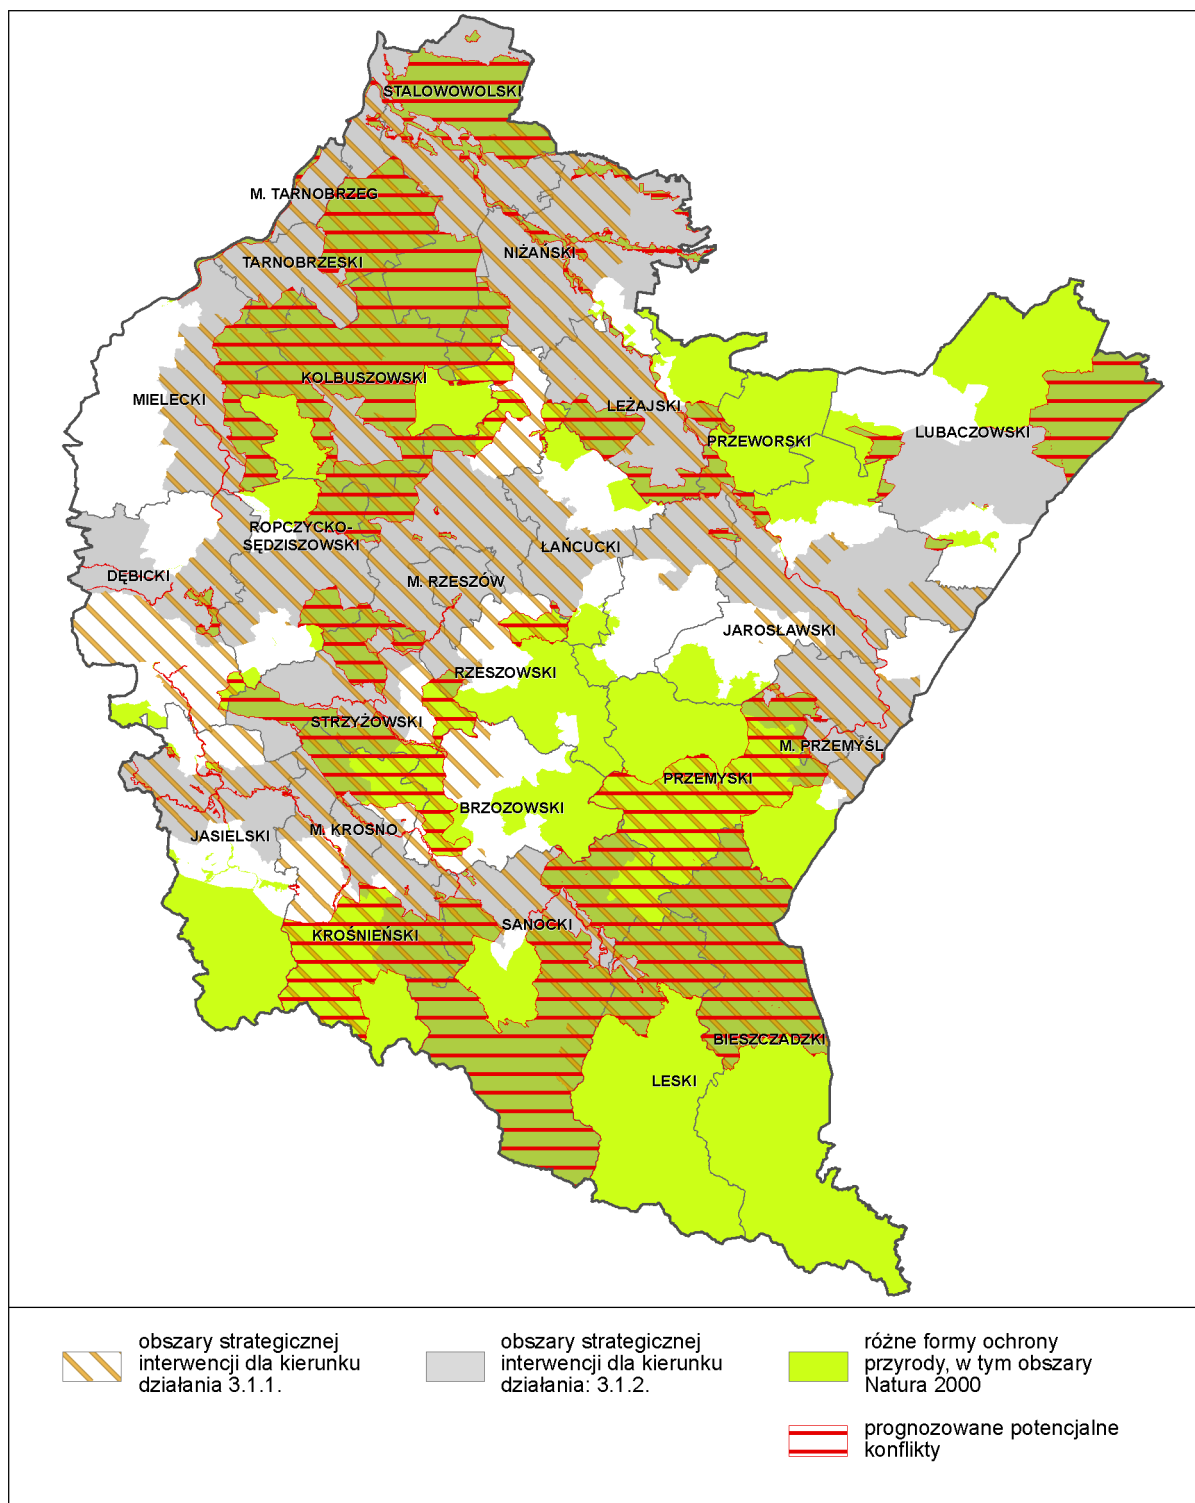 STALOWOWOLSKI
M. TARNOBRZEG
NIŻAŃSKI
TARNOBRZESKI
KOLBUSZOWSKI
MIELECKI
LEŻAJSKI
LUBACZOWSKI
PRZEWORSKI
ROPCZYCKO-
SĘDZISZOWSKI
ŁAŃCUCKI
DĘBICKI
M. RZESZÓW
JAROSŁAWSKI
RZESZOWSKI
STRZYŻOWSKI
M. PRZEMYŚL
PRZEMYSKI
BRZOZOWSKI
M. KROSNO
JASIELSKI
SANOCKI
KROŚNIEŃSKI
BIESZCZADZKI
LESKI
obszary strategicznej
interwencji dla kierunku
działania 3.1.1.
obszary strategicznej
interwencji dla kierunku
działania: 3.1.2.
różne formy ochrony
przyrody, w tym obszary
Natura 2000
prognozowane potencjalne
konflikty